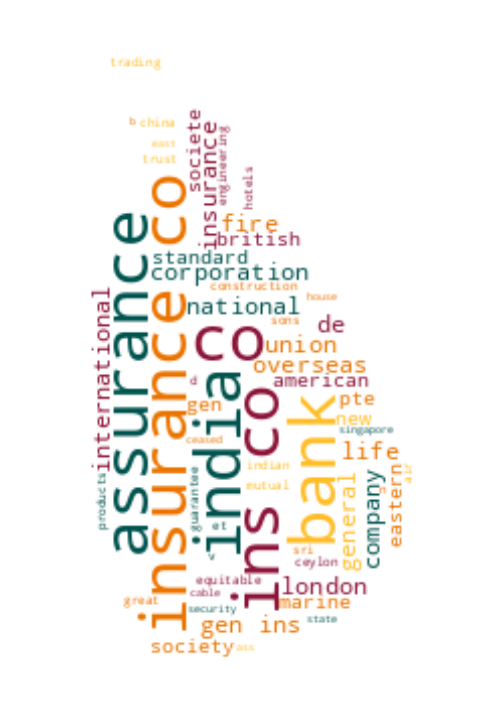 trading
b
china
east
trust
societe
insurance
engineering
hotels
fire
british
standard
corporation
construction
house
national
sons
de
insurance co
assurance
international
co
union
overseas
american
d
india
gen
pte
new
singapore
ceased
ins co
bank
life
indian
mutual
guarantee
products
general
company
eastern
air
et
v
sri
ceylon
equitable
cable
london
great
security
marine
state
gen ins
society
ass